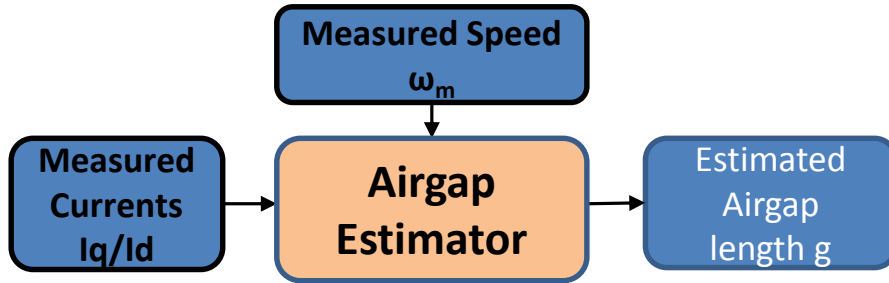 Measured Speed
ωm
Measured
Currents
Iq/Id
Airgap
Estimator
Estimated
Airgap
length g